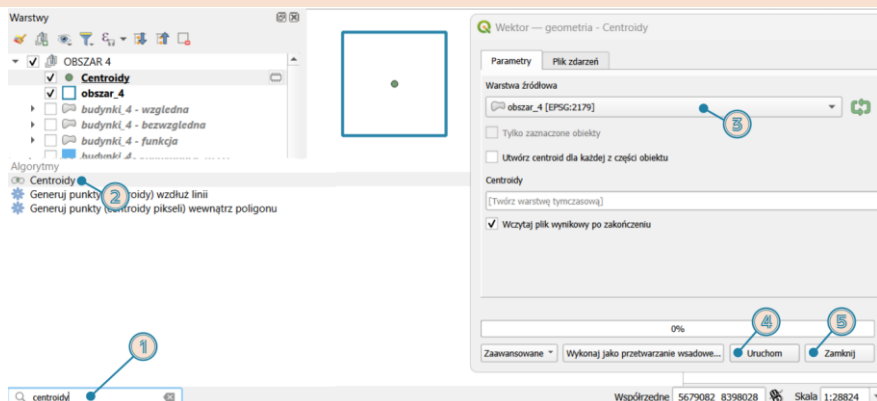 Warstwy
OBSZAR 4
Centroidy
obszar_4
budynki_4 - wzgledna
budynki_4 - bezwzgledna
budynki_4 - funkcja
Algorytmy
Centroidy
2
Generuj punkty wzdłuż linii
Generuj punkty (centroidy pikseli) wewnątrz poligonu
1
centroidy
Wektor — geometria - Centroidy
Parametry Plik zdarzeń
Warstwa źródłowa
obszar_4 [EPSG:2179]
3
Tylko zaznaczone obiekty
Utwórz centroid dla każdej z części obiektu
Centroidy
[Twórz warstwę tymczasową]
Wczytaj plik wynikowy po zakończeniu
0%
4 5
Zaawansowane Wykonaj jako przetwarzanie wsadowe... Uruchom Zamknij
Współrzędne 5679082 8398028 Skala 1:28824